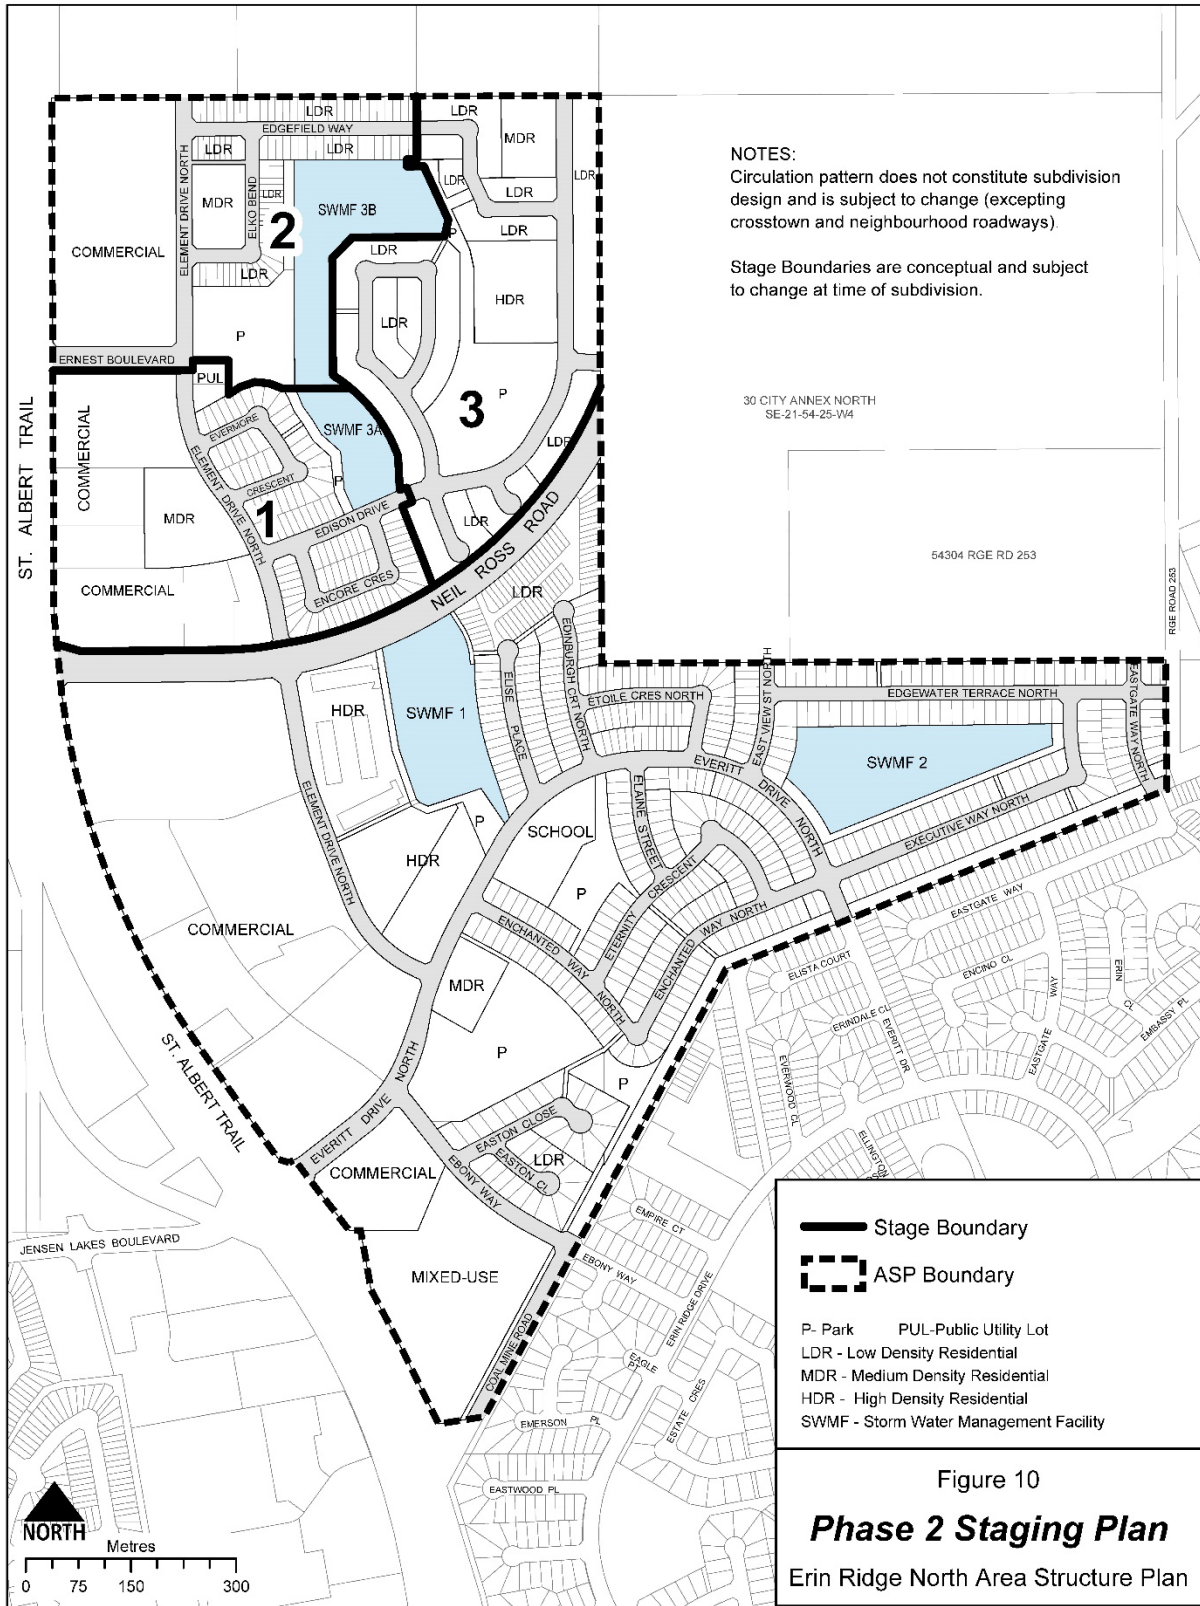 LDR
LDR
EDGEFIELD WAY
MDR
LDR
LDR
LDR
ELEMENT DRIVE NORTH
MDR
ELKO BEND
LDR
SWMF 3B
LDR
LDR
2
P
LDR
COMMERCIAL
LDR
LDR
HDR
LDR
P
ERNEST BOULEVARD
PUL
3
P
SWMF 3A
EVERMORE
CRESCENT
LDR
ST. ALBERT TRAIL
COMMERCIAL
ELEMENT DRIVE NORTH
P
MDR
1
EDISON DRIVE
LDR
ENCORE CRES
COMMERCIAL
NEIL ROSS ROAD
LDR
NOTES:
Circulation pattern does not constitute subdivision
design and is subject to change (excepting
crosstown and neighbourhood roadways).
Stage Boundaries are conceptual and subject
to change at time of subdivision.
30 CITY ANNEX NORTH
SE-21-54-25-W4
54304 RGE RD 253
RGE ROAD 253
HDR
SWMF 1
ELISE PLACE
EDINBURGH CRT NORTH
ETOILE CRES NORTH
EAST VIEW ST NORTH
EDGEWATER TERRACE NORTH
EASTGATE WAY NORTH
SWMF 2
EVERITT DRIVE NORTH
ELAINE STREET
EXECUTIVE WAY NORTH
ELEMENT DRIVE NORTH
P
SCHOOL
HDR
P
ETERNITY CRESCENT
ENCHANTED WAY NORTH
ENCHANTED WAY NORTH
COMMERCIAL
MDR
P
P
EVERITT DRIVE NORTH
ST. ALBERT TRAIL
EASTON CLOSE
EASTON CL
LDR
EBONY WAY
COMMERCIAL
MIXED-USE
COAL MINE ROAD
JENSEN LAKES BOULEVARD
EASTGATE WAY
ELISTA COURT
ENCINO CL
ERIN CL
EMBASSY PL
ERINDALE CL
EVERITT DR
EASTGATE WAY
EVERWOOD CL
ELLINGTON
EMPIRE CT
EBONY WAY
ERIN RIDGE DRIVE
EAGLE PT
ESTATE CRES
EMERSON PL
EASTWOOD PL
Stage Boundary
ASP Boundary
P- Park PUL-Public Utility Lot
LDR - Low Density Residential
MDR - Medium Density Residential
HDR - High Density Residential
SWMF - Storm Water Management Facility
Figure 10
Phase 2 Staging Plan
Erin Ridge North Area Structure Plan
NORTH
Metres
0 75 150 300